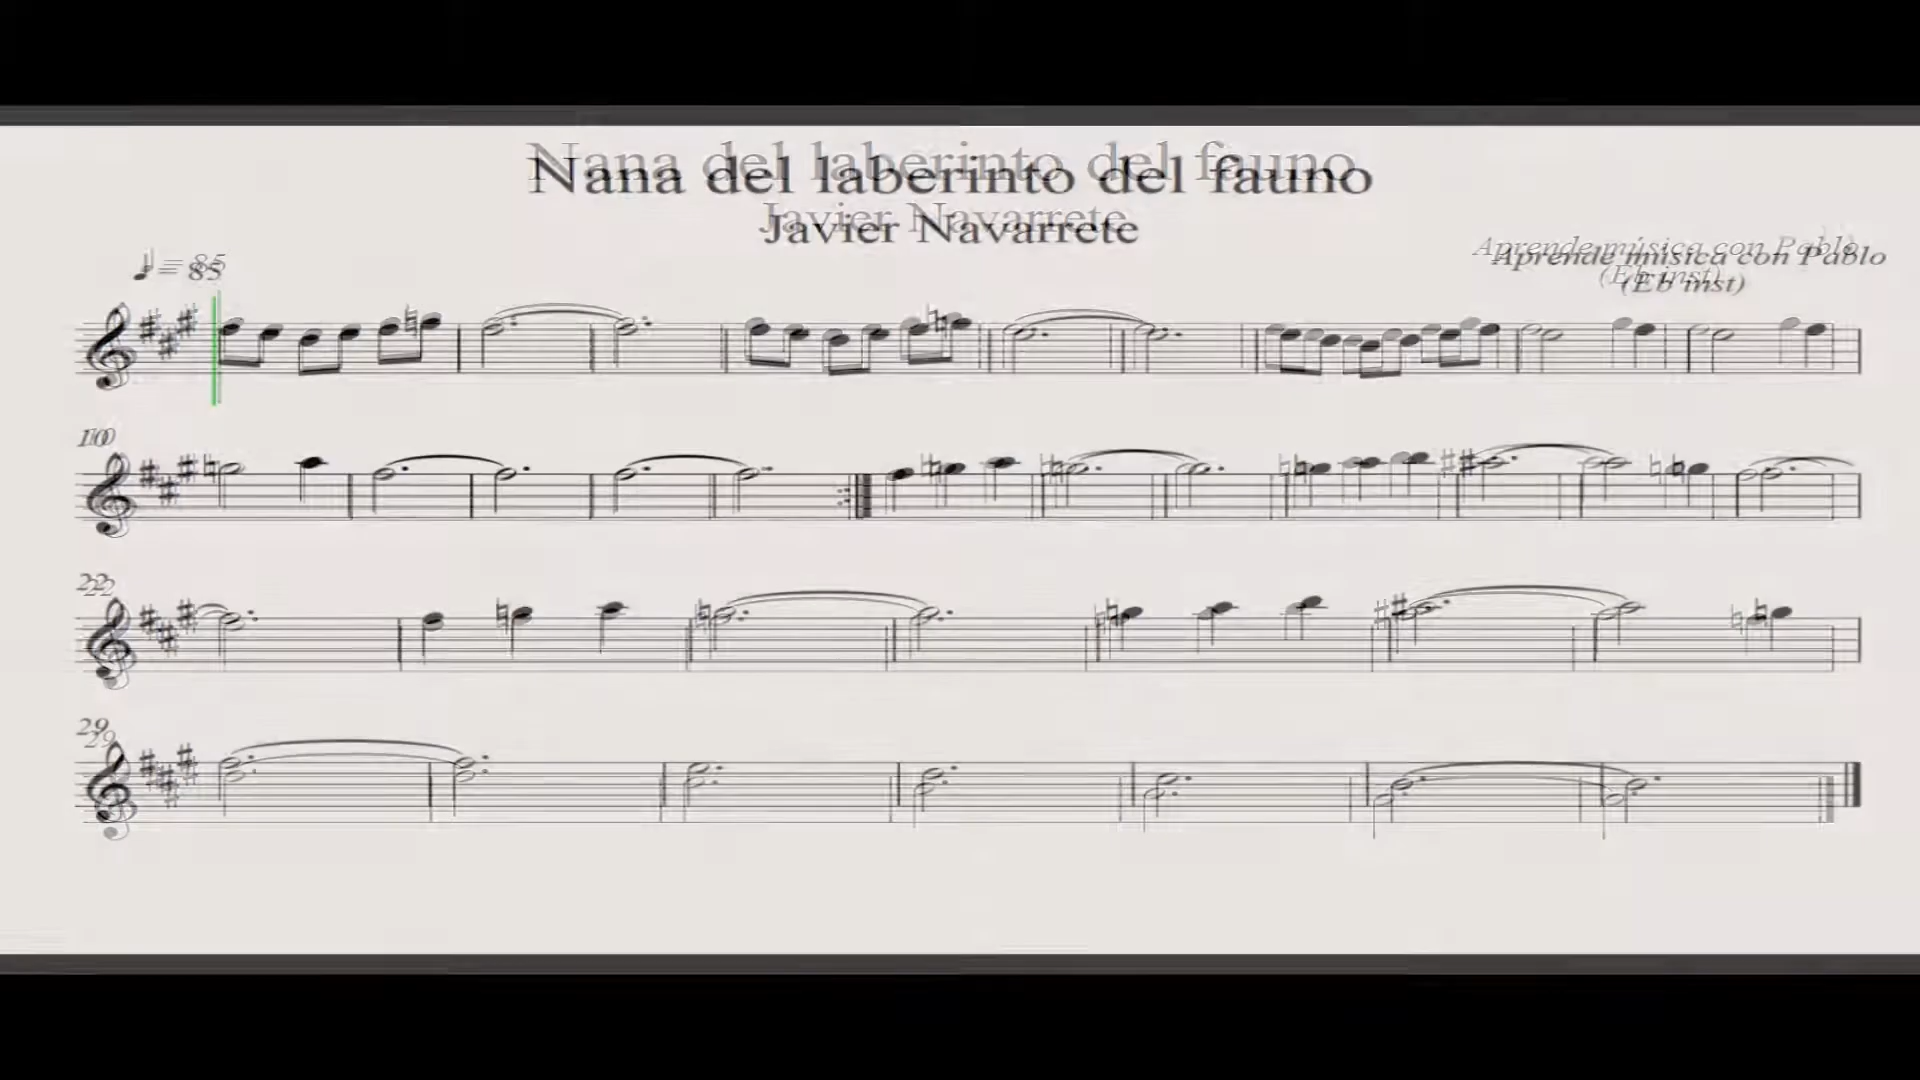 Nana del laberinto del fauno
Javier Navarrete
Aprende música con Pablo
(Eb inst)
♩ = 85
10
22
29